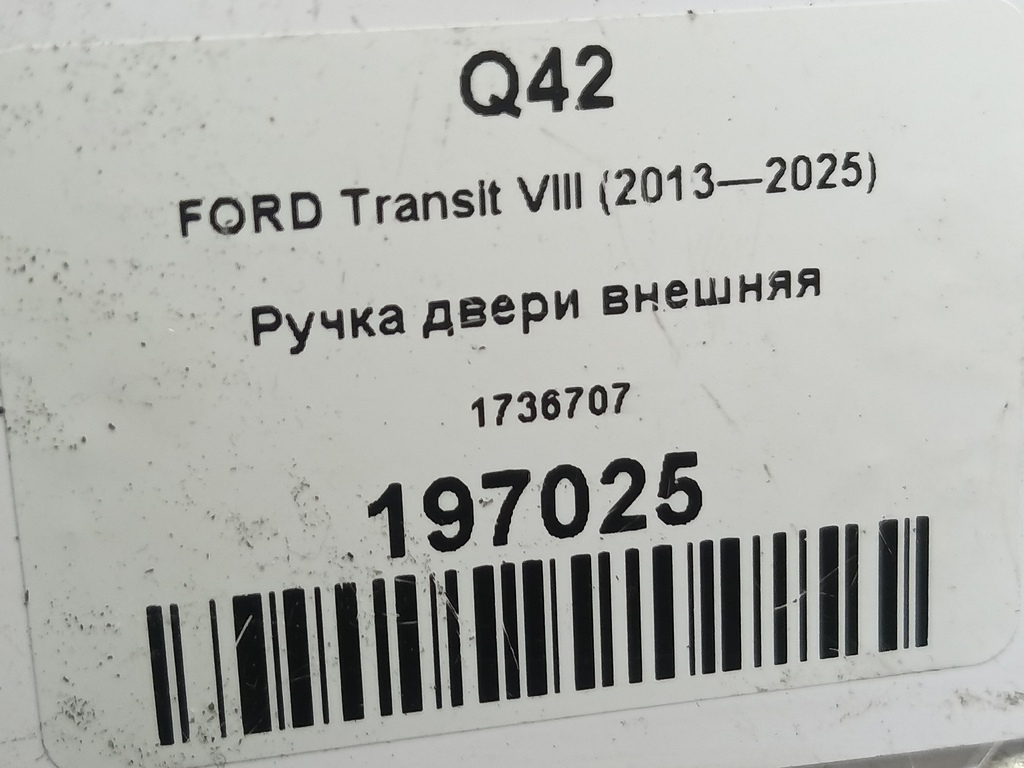 Q42
FORD Transit VIII (2013—2025)
Ручка двери внешняя
1736707
197025